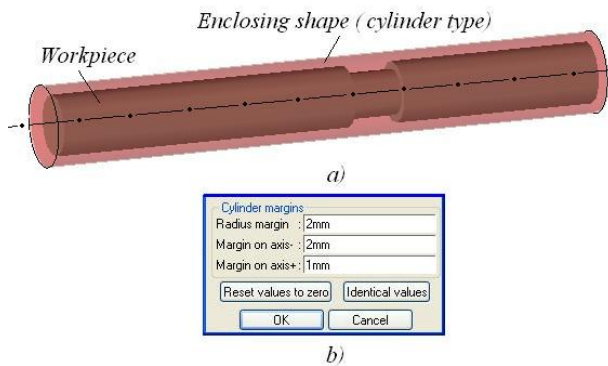 Enclosing shape ( cylinder type)
Workpiece
a)
Cylinder margins
Radius margin : 2mm
Margin on axis- : 2mm
Margin on axis+ : 1mm
Reset values to zero Identical values
OK Cancel
b)